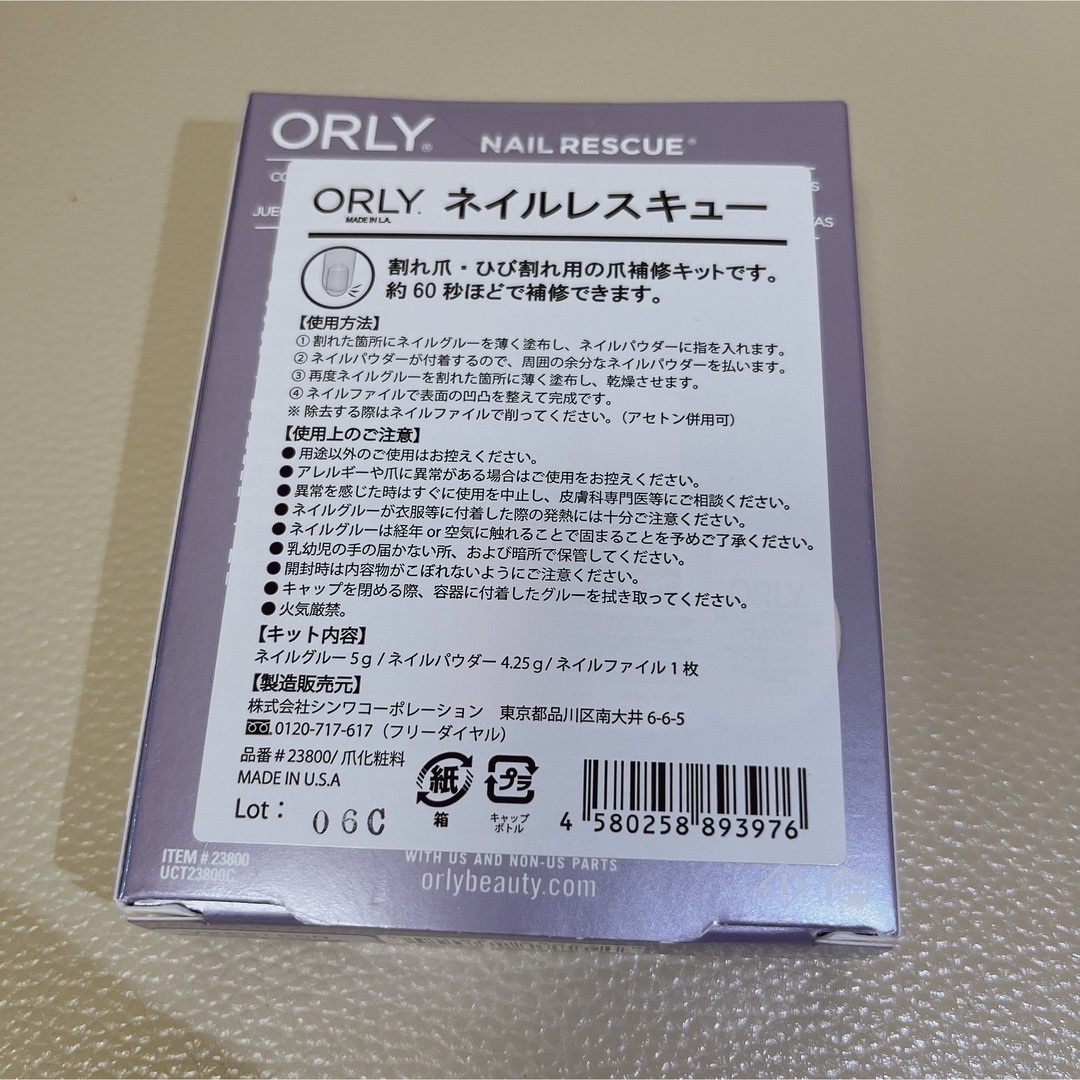 ORLY® NAIL RESCUE®
ORLY. ネイルレスキュー
MADE IN L.A.
割れ爪・ひび割れ用の爪補修キットです。
約60秒ほどで補修できます。
【使用方法】
① 割れた箇所にネイルグルーを薄く塗布し、ネイルパウダーに指を入れます。
② ネイルパウダーが付着するので、周囲の余分なネイルパウダーを払います。
③ 再度ネイルグルーを割れた箇所に薄く塗布し、乾燥させます。
④ ネイルファイルで表面の凹凸を整えて完成です。
※ 除去する際はネイルファイルで削ってください。（アセトン併用可）
【使用上のご注意】
● 用途以外のご使用はお控えください。
● アレルギーや爪に異常がある場合はご使用をお控えください。
● 異常を感じた時はすぐに使用を中止し、皮膚科専門医等にご相談ください。
● ネイルグルーが衣服等に付着した際の発熱には十分ご注意ください。
● ネイルグルーは経年 or 空気に触れることで固まることを予めご了承ください。
● 乳幼児の手の届かない所、および暗所で保管してください。
● 開封時は内容物がこぼれないようにご注意ください。
● キャップを閉める際、容器に付着したグルーを拭き取ってください。
● 火気厳禁。
【キット内容】
ネイルグルー 5g / ネイルパウダー 4.25g / ネイルファイル 1 枚
【製造販売元】
株式会社シンワコーポレーション 東京都品川区南大井 6-6-5
0120-717-617（フリーダイヤル）
品番 # 23800/ 爪化粧料
MADE IN U.S.A
Lot： 06C
紙
箱
プラ
キャップ
ボトル
4 580258 893976
ITEM # 23800
UCT23800C
WITH US AND NON-US PARTS
orlybeauty.com